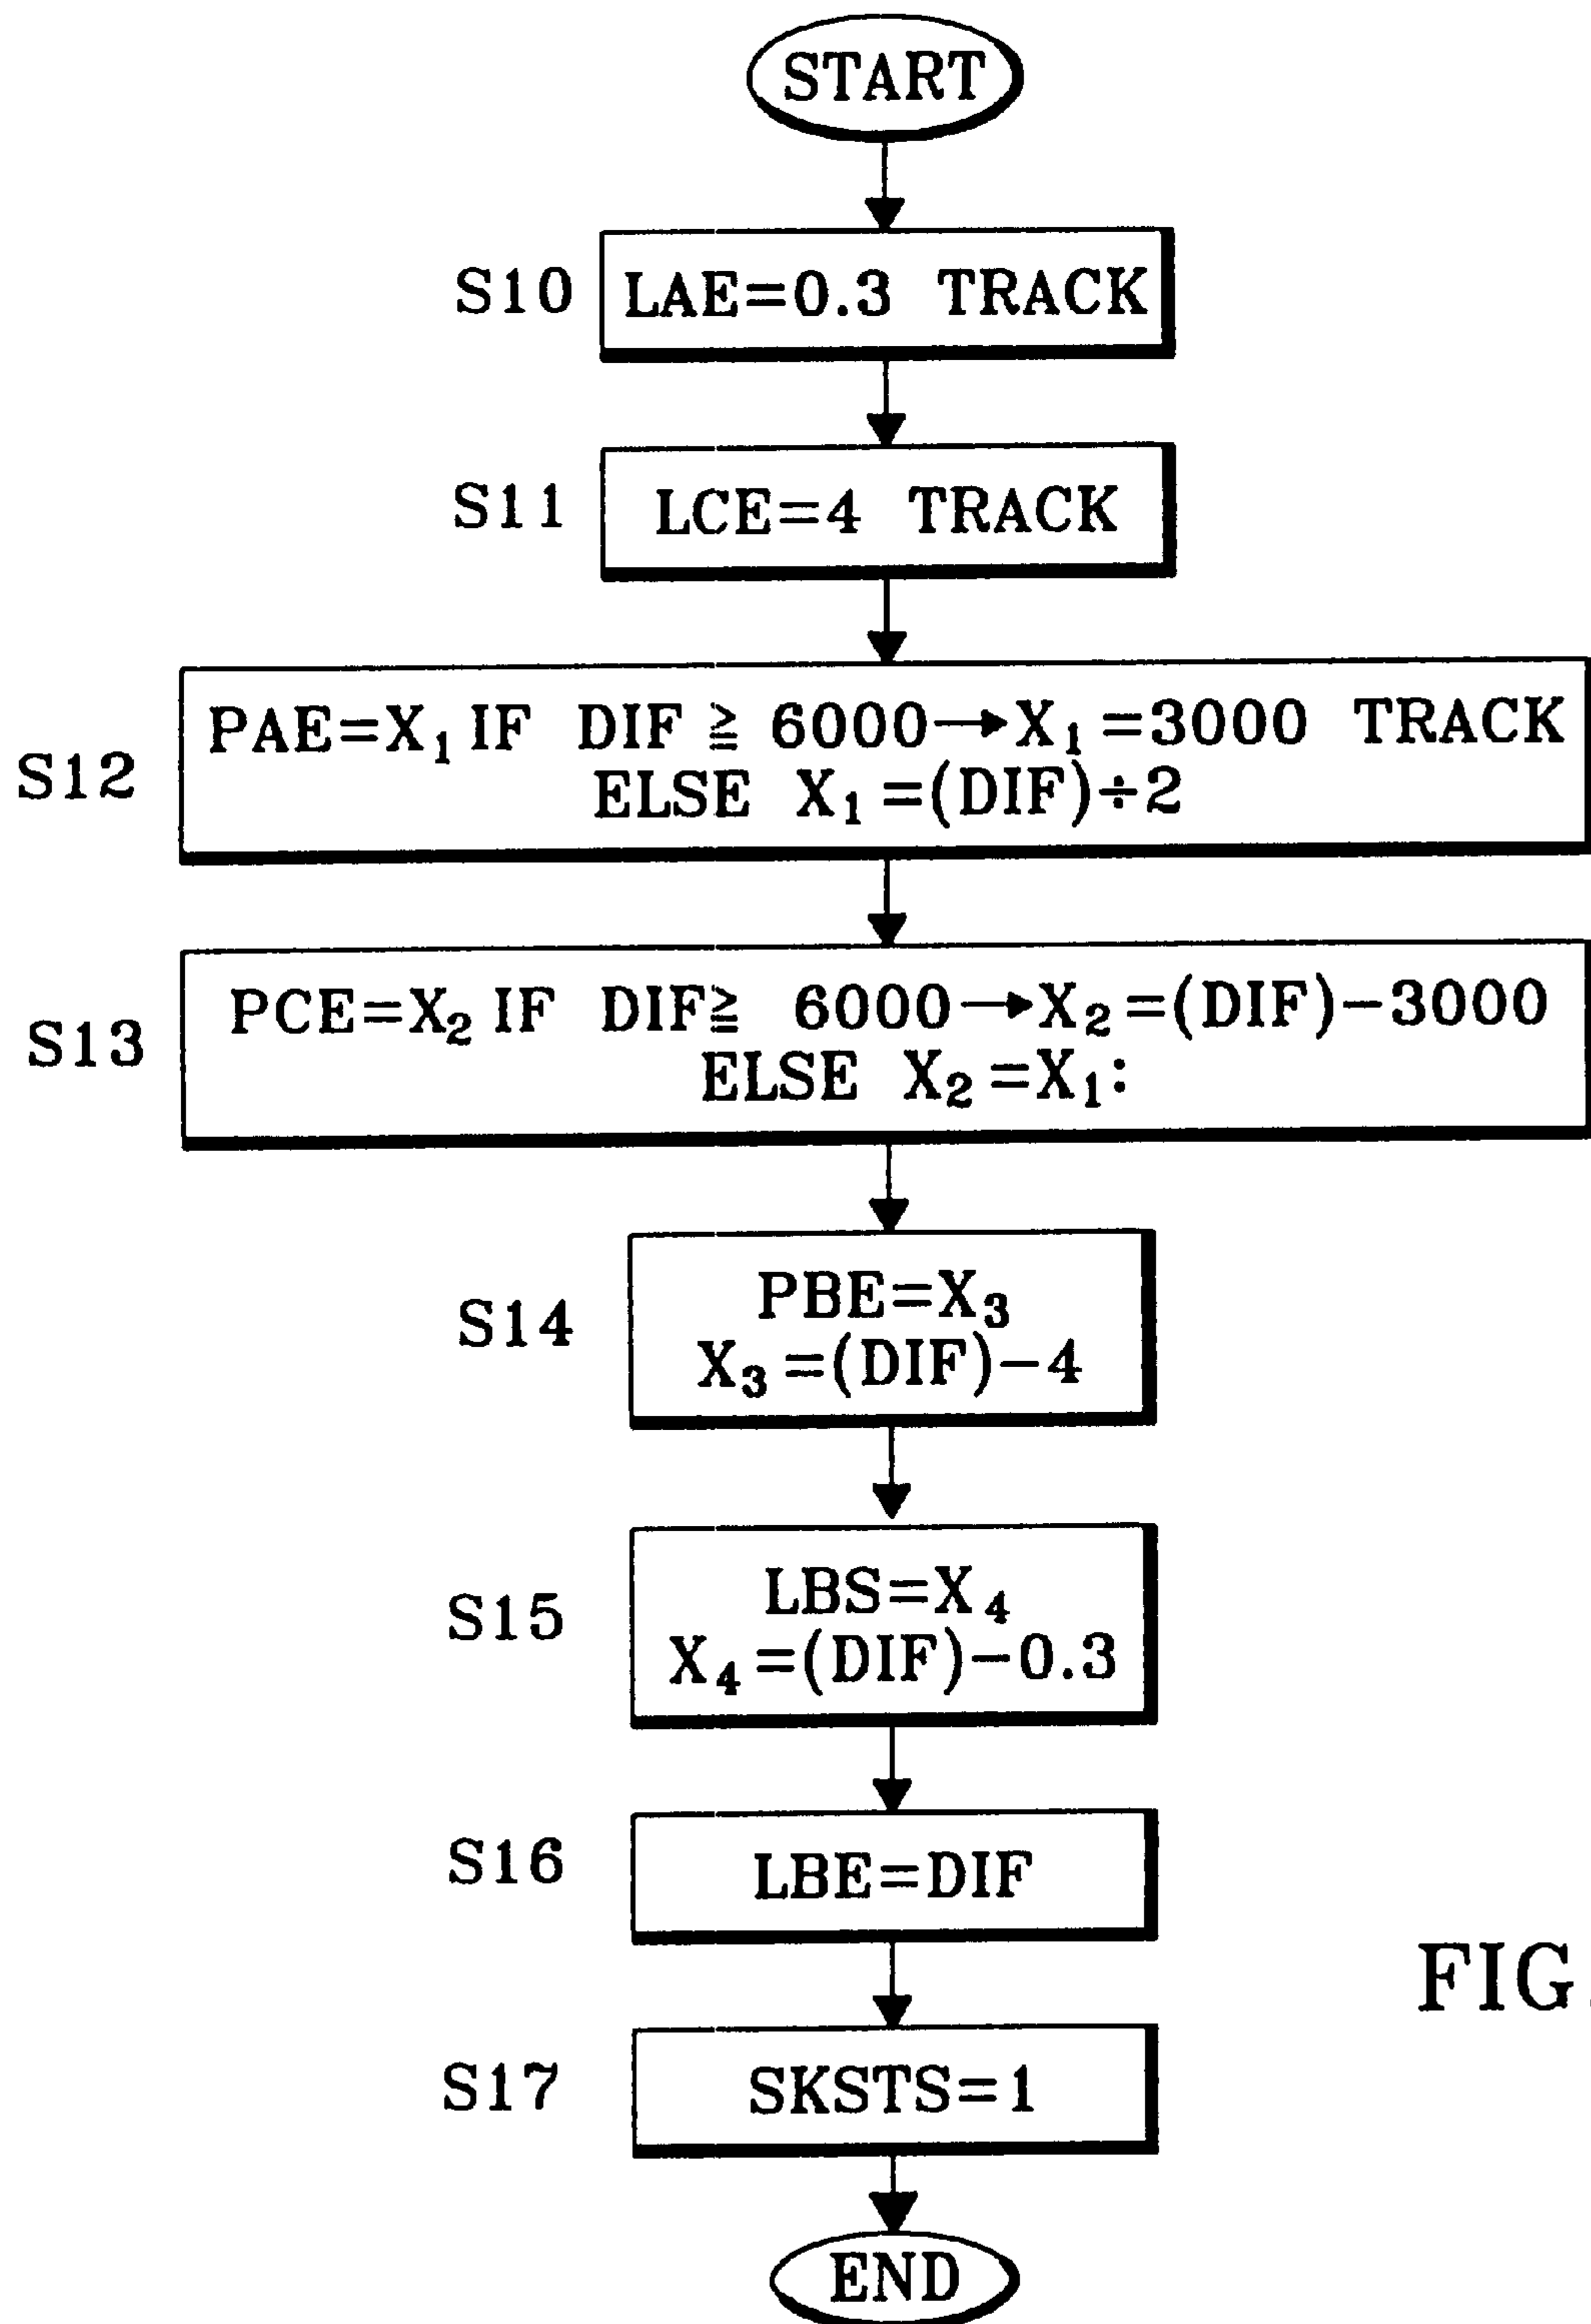 START
S10 LAE=0.3 TRACK
S11 LCE=4 TRACK
S12 PAE=X₁ IF DIF ≧ 6000→X₁=3000 TRACK
ELSE X₁=(DIF)÷2
S13 PCE=X₂ IF DIF≧ 6000→X₂=(DIF)−3000
ELSE X₂=X₁:
S14 PBE=X₃
X₃=(DIF)−4
S15 LBS=X₄
X₄=(DIF)−0.3
S16 LBE=DIF
FIG.
S17 SKSTS=1
END